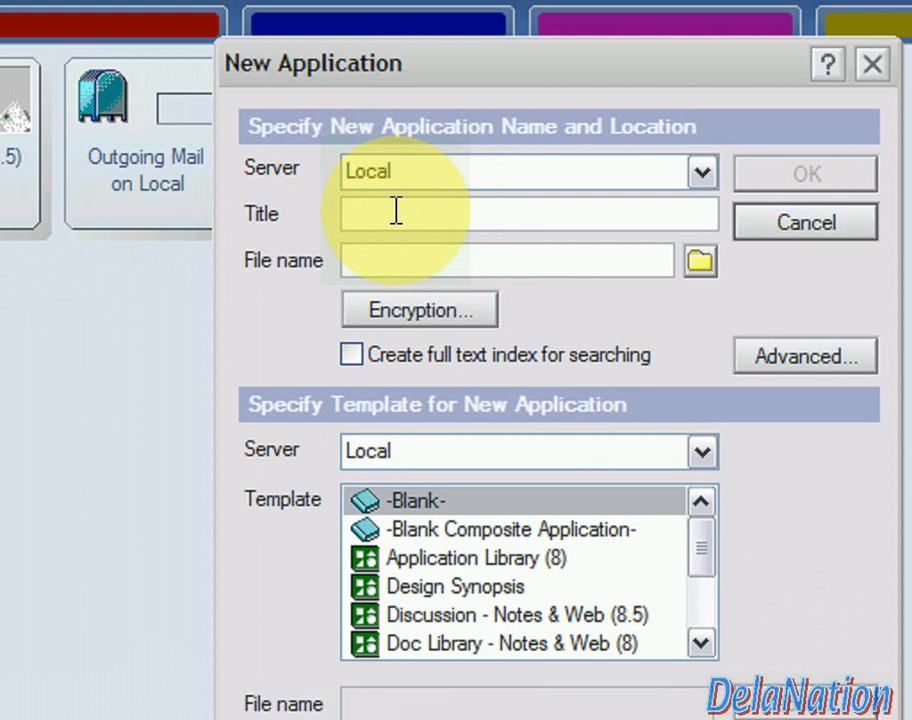 New Application
?
Specify New Application Name and Location
.5)
Outgoing Mail
on Local
Server
Local
OK
Title
Cancel
File name
Encryption...
Create full text index for searching
Advanced...
Specify Template for New Application
Server
Local
Template
-Blank-
-Blank Composite Application-
Application Library (8)
Design Synopsis
Discussion - Notes & Web (8.5)
Doc Library - Notes & Web (8)
File name
DelaNation